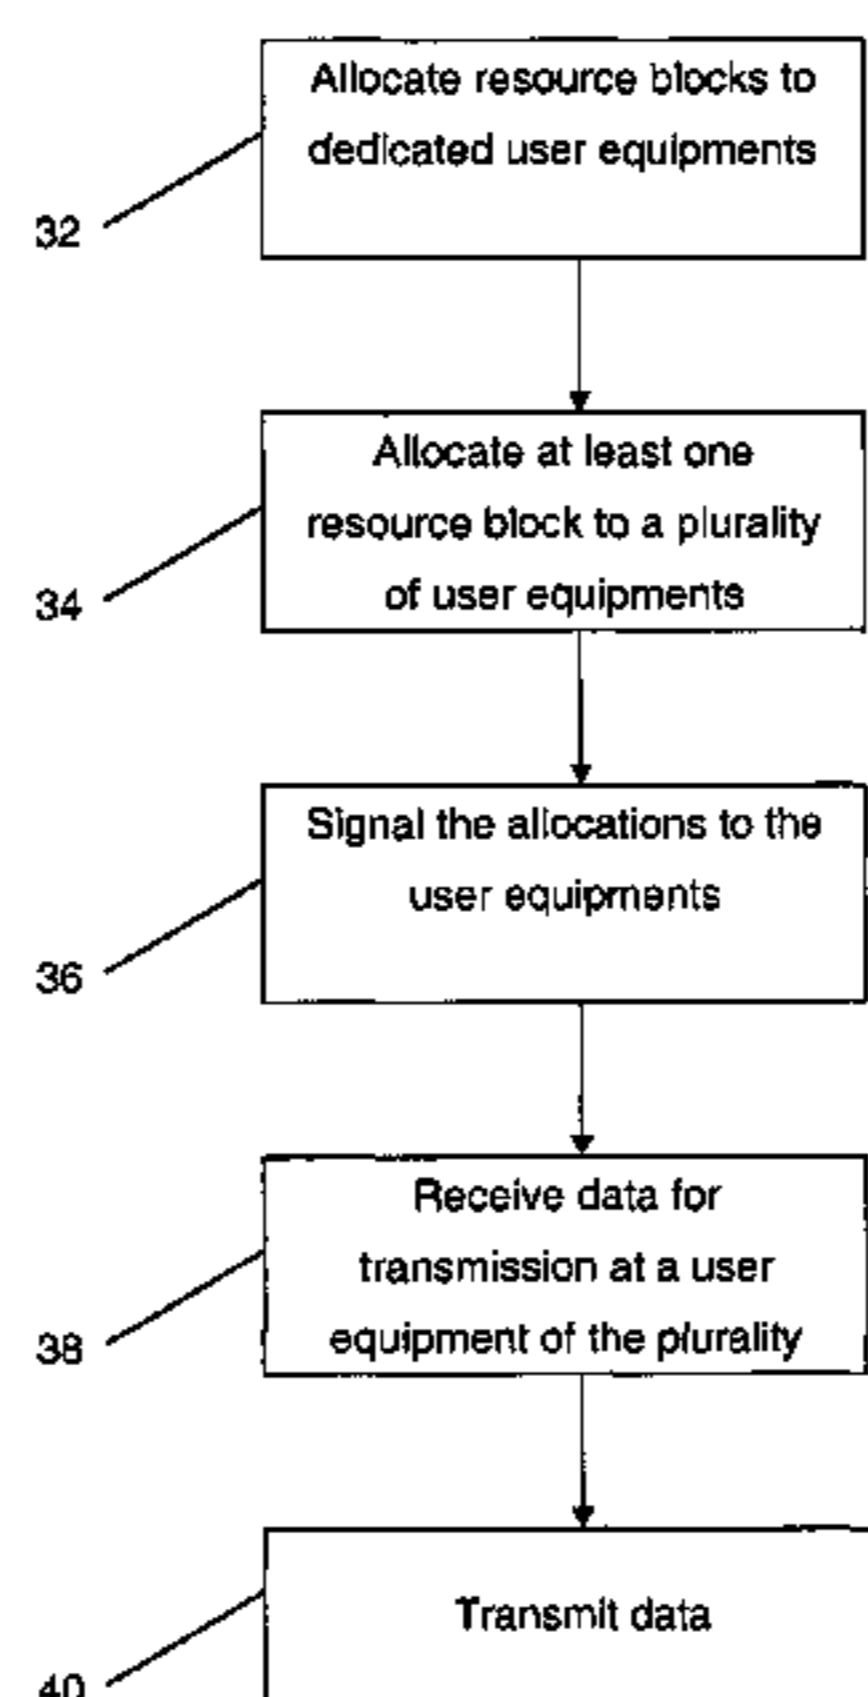 Allocate resource blocks to
dedicated user equipments
32
Allocate at least one
resource block to a plurality
of user equipments
34
Signal the allocations to the
user equipments
36
Receive data for
transmission at a user
equipment of the plurality
38
Transmit data
40